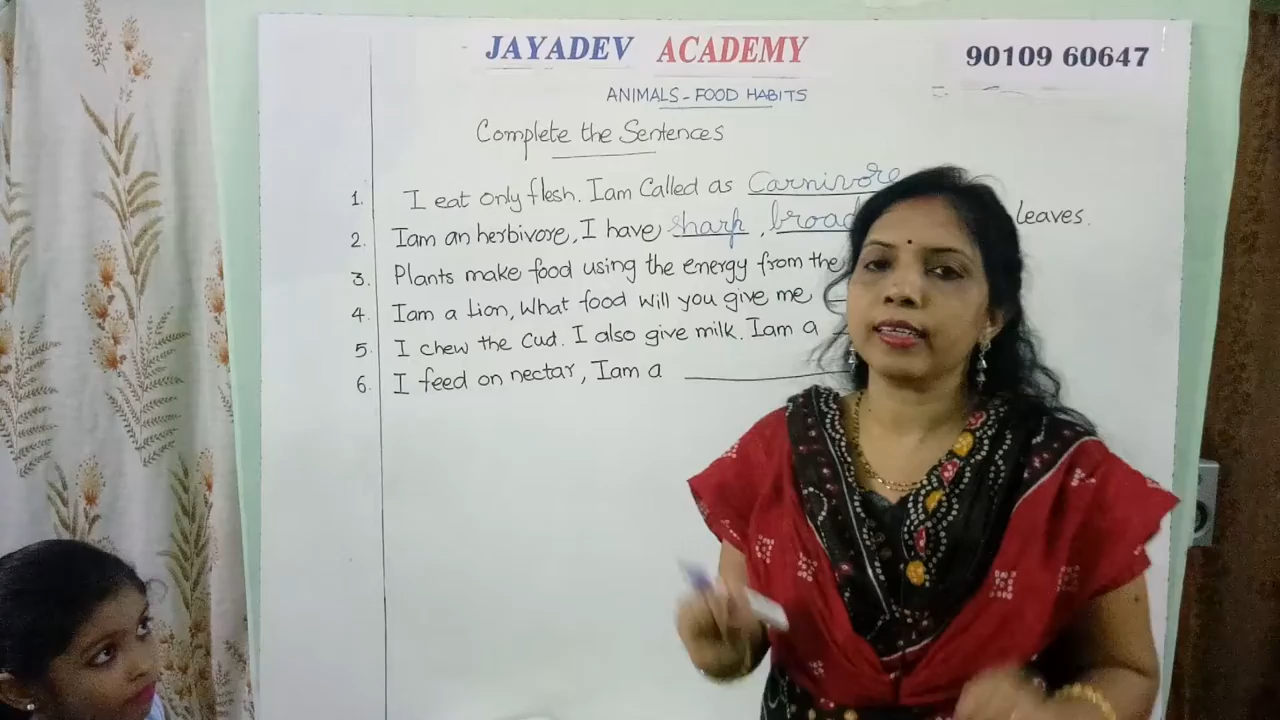 JAYADEV ACADEMY
90109 60647
ANIMALS - FOOD HABITS
Complete the Sentences
1. I eat only flesh. Iam Called as Carnivore
2. Iam an herbivore, I have sharp, broad leaves.
3. Plants make food using the energy from the
4. Iam a Lion, What food will you give me
5. I chew the Cud. I also give milk. Iam a
6. I feed on nectar, Iam a